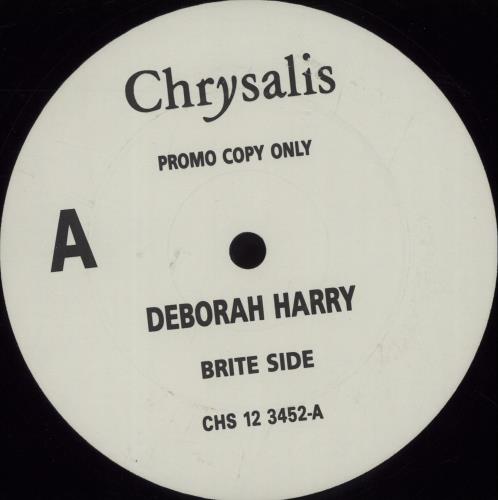 Chrysalis
PROMO COPY ONLY
A
DEBORAH HARRY
BRITE SIDE
CHS 12 3452-A